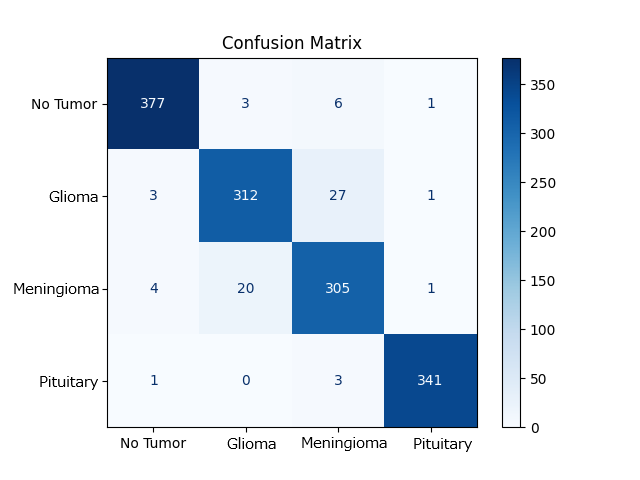 Confusion Matrix
No Tumor 377 3 6 1 350
300
Glioma 3 312 27 1 250
200
Meningioma 4 20 305 1 150
100
Pituitary 1 0 3 341 50
0
No Tumor Glioma Meningioma Pituitary